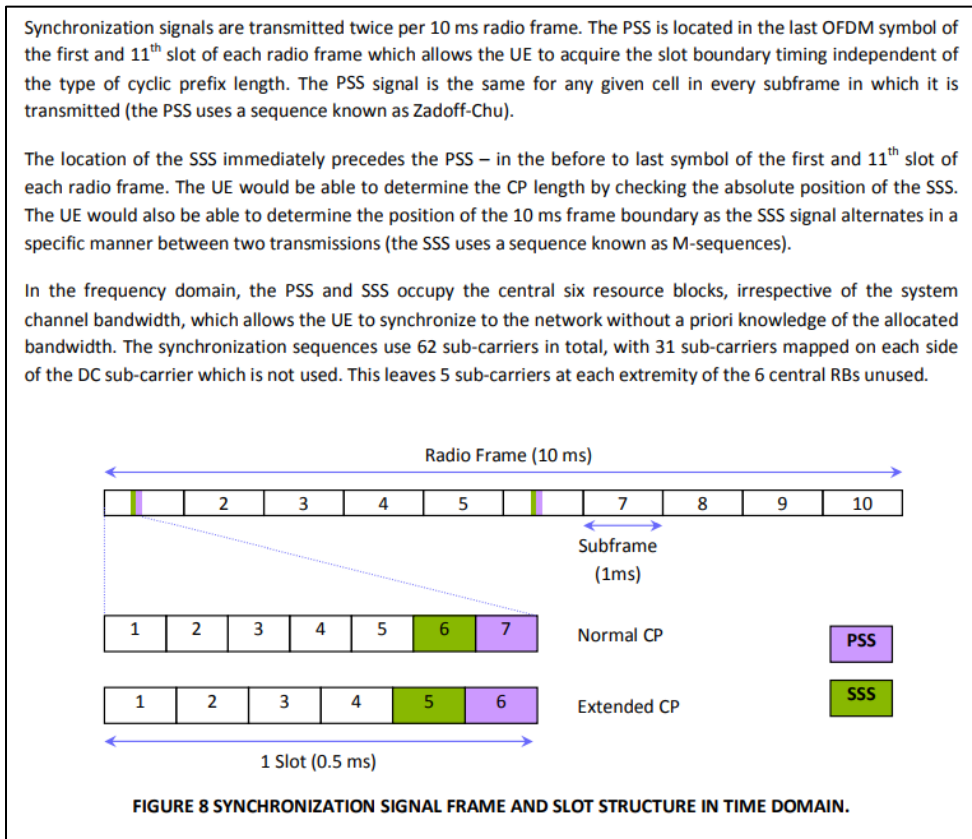 Synchronization signals are transmitted twice per 10 ms radio frame. The PSS is located in the last OFDM symbol of
the first and 11th slot of each radio frame which allows the UE to acquire the slot boundary timing independent of
the type of cyclic prefix length. The PSS signal is the same for any given cell in every subframe in which it is
transmitted (the PSS uses a sequence known as Zadoff-Chu).
The location of the SSS immediately precedes the PSS – in the before to last symbol of the first and 11th slot of
each radio frame. The UE would be able to determine the CP length by checking the absolute position of the SSS.
The UE would also be able to determine the position of the 10 ms frame boundary as the SSS signal alternates in a
specific manner between two transmissions (the SSS uses a sequence known as M-sequences).
In the frequency domain, the PSS and SSS occupy the central six resource blocks, irrespective of the system
channel bandwidth, which allows the UE to synchronize to the network without a priori knowledge of the allocated
bandwidth. The synchronization sequences use 62 sub-carriers in total, with 31 sub-carriers mapped on each side
of the DC sub-carrier which is not used. This leaves 5 sub-carriers at each extremity of the 6 central RBs unused.
Radio Frame (10 ms)
2 3 4 5 7 8 9 10
Subframe
(1ms)
1 2 3 4 5 6 7 Normal CP PSS
1 2 3 4 5 6 Extended CP SSS
1 Slot (0.5 ms)
FIGURE 8 SYNCHRONIZATION SIGNAL FRAME AND SLOT STRUCTURE IN TIME DOMAIN.